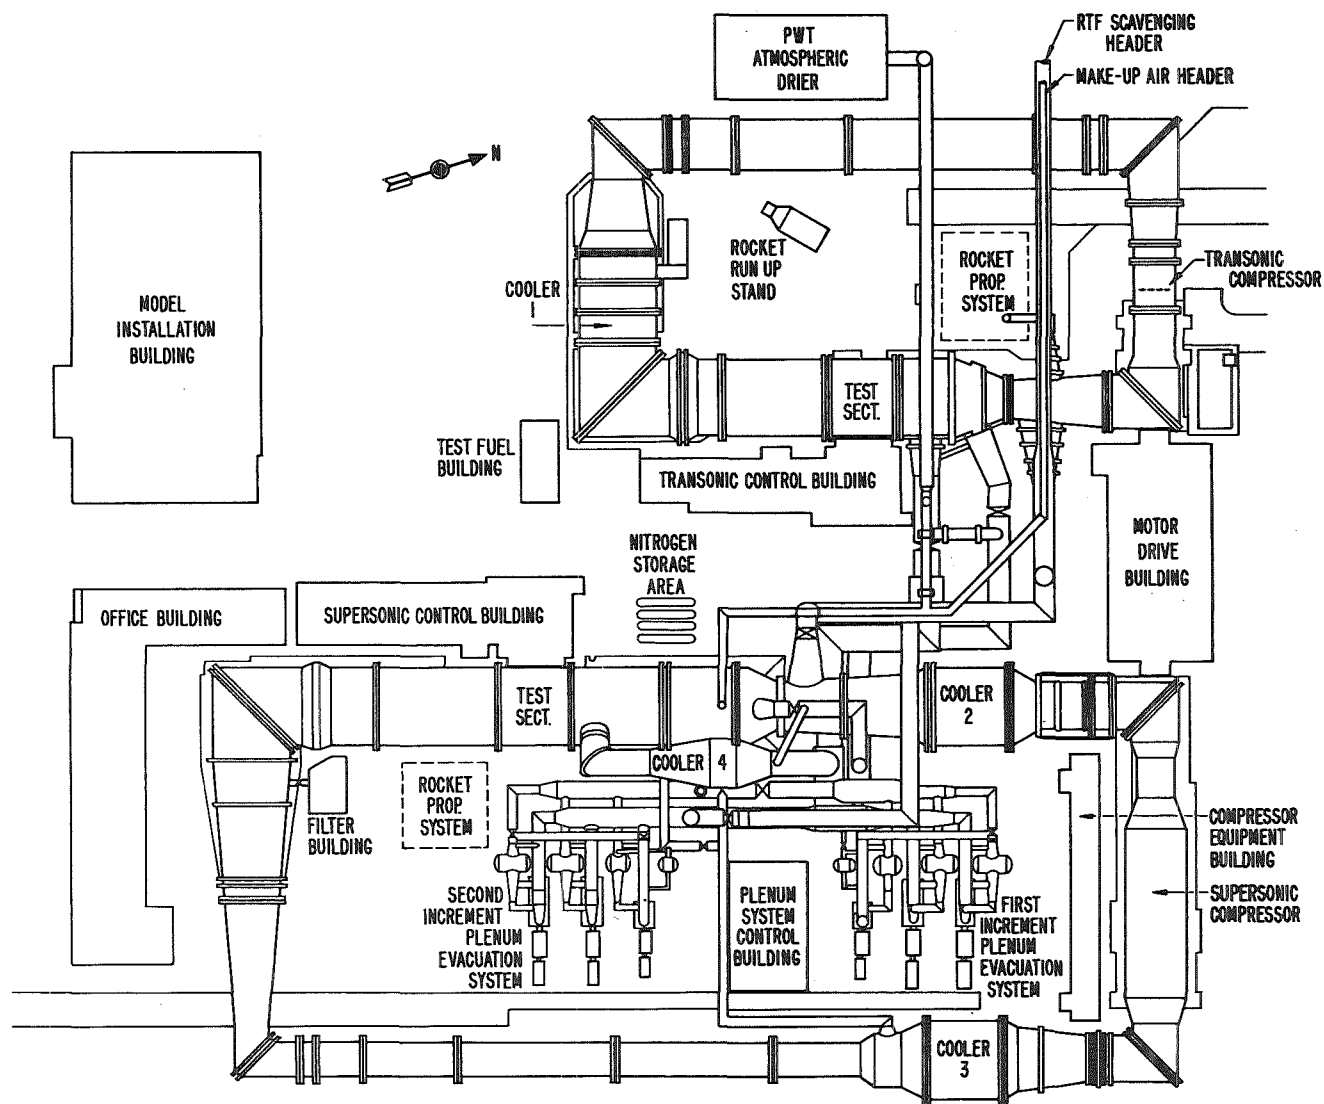 PWT
ATMOSPHERIC
DRIER
RTF SCAVENGING
HEADER
MAKE-UP AIR HEADER
N
MODEL
INSTALLATION
BUILDING
ROCKET
RUN UP
STAND
ROCKET
PROP.
SYSTEM
TRANSONIC
COMPRESSOR
COOLER
1
TEST
SECT.
TEST FUEL
BUILDING
TRANSONIC CONTROL BUILDING
MOTOR
DRIVE
BUILDING
NITROGEN
STORAGE
AREA
OFFICE BUILDING
SUPERSONIC CONTROL BUILDING
TEST
SECT.
COOLER
2
COOLER 4
ROCKET
PROP.
SYSTEM
FILTER
BUILDING
COMPRESSOR
EQUIPMENT
BUILDING
SUPERSONIC
COMPRESSOR
SECOND
INCREMENT
PLENUM
EVACUATION
SYSTEM
PLENUM
SYSTEM
CONTROL
BUILDING
FIRST
INCREMENT
PLENUM
EVACUATION
SYSTEM
COOLER
3